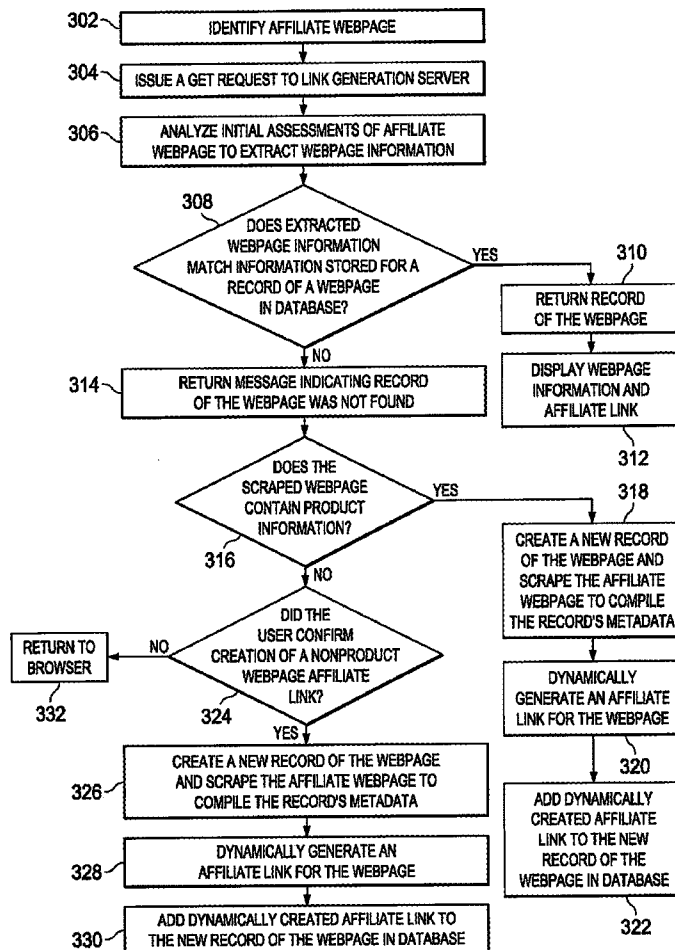 302
IDENTIFY AFFILIATE WEBPAGE
304
ISSUE A GET REQUEST TO LINK GENERATION SERVER
306
ANALYZE INITIAL ASSESSMENTS OF AFFILIATE
WEBPAGE TO EXTRACT WEBPAGE INFORMATION
308
DOES EXTRACTED
WEBPAGE INFORMATION
MATCH INFORMATION STORED FOR A
RECORD OF A WEBPAGE
IN DATABASE?
YES
310
RETURN RECORD
OF THE WEBPAGE
DISPLAY WEBPAGE
INFORMATION AND
AFFILIATE LINK
312
NO
314
RETURN MESSAGE INDICATING RECORD
OF THE WEBPAGE WAS NOT FOUND
DOES THE
SCRAPED WEBPAGE
CONTAIN PRODUCT
INFORMATION?
316
YES
318
CREATE A NEW RECORD
OF THE WEBPAGE AND
SCRAPE THE AFFILIATE
WEBPAGE TO COMPILE
THE RECORD'S METADATA
DYNAMICALLY
GENERATE AN AFFILIATE
LINK FOR THE WEBPAGE
320
ADD DYNAMICALLY
CREATED AFFILIATE
LINK TO THE NEW
RECORD OF THE
WEBPAGE IN DATABASE
322
NO
DID THE
USER CONFIRM
CREATION OF A NONPRODUCT
WEBPAGE AFFILIATE
LINK?
324
NO
RETURN TO
BROWSER
332
YES
326
CREATE A NEW RECORD OF THE WEBPAGE
AND SCRAPE THE AFFILIATE WEBPAGE TO
COMPILE THE RECORD'S METADATA
328
DYNAMICALLY GENERATE AN
AFFILIATE LINK FOR THE WEBPAGE
330
ADD DYNAMICALLY CREATED AFFILIATE LINK TO
THE NEW RECORD OF THE WEBPAGE IN DATABASE